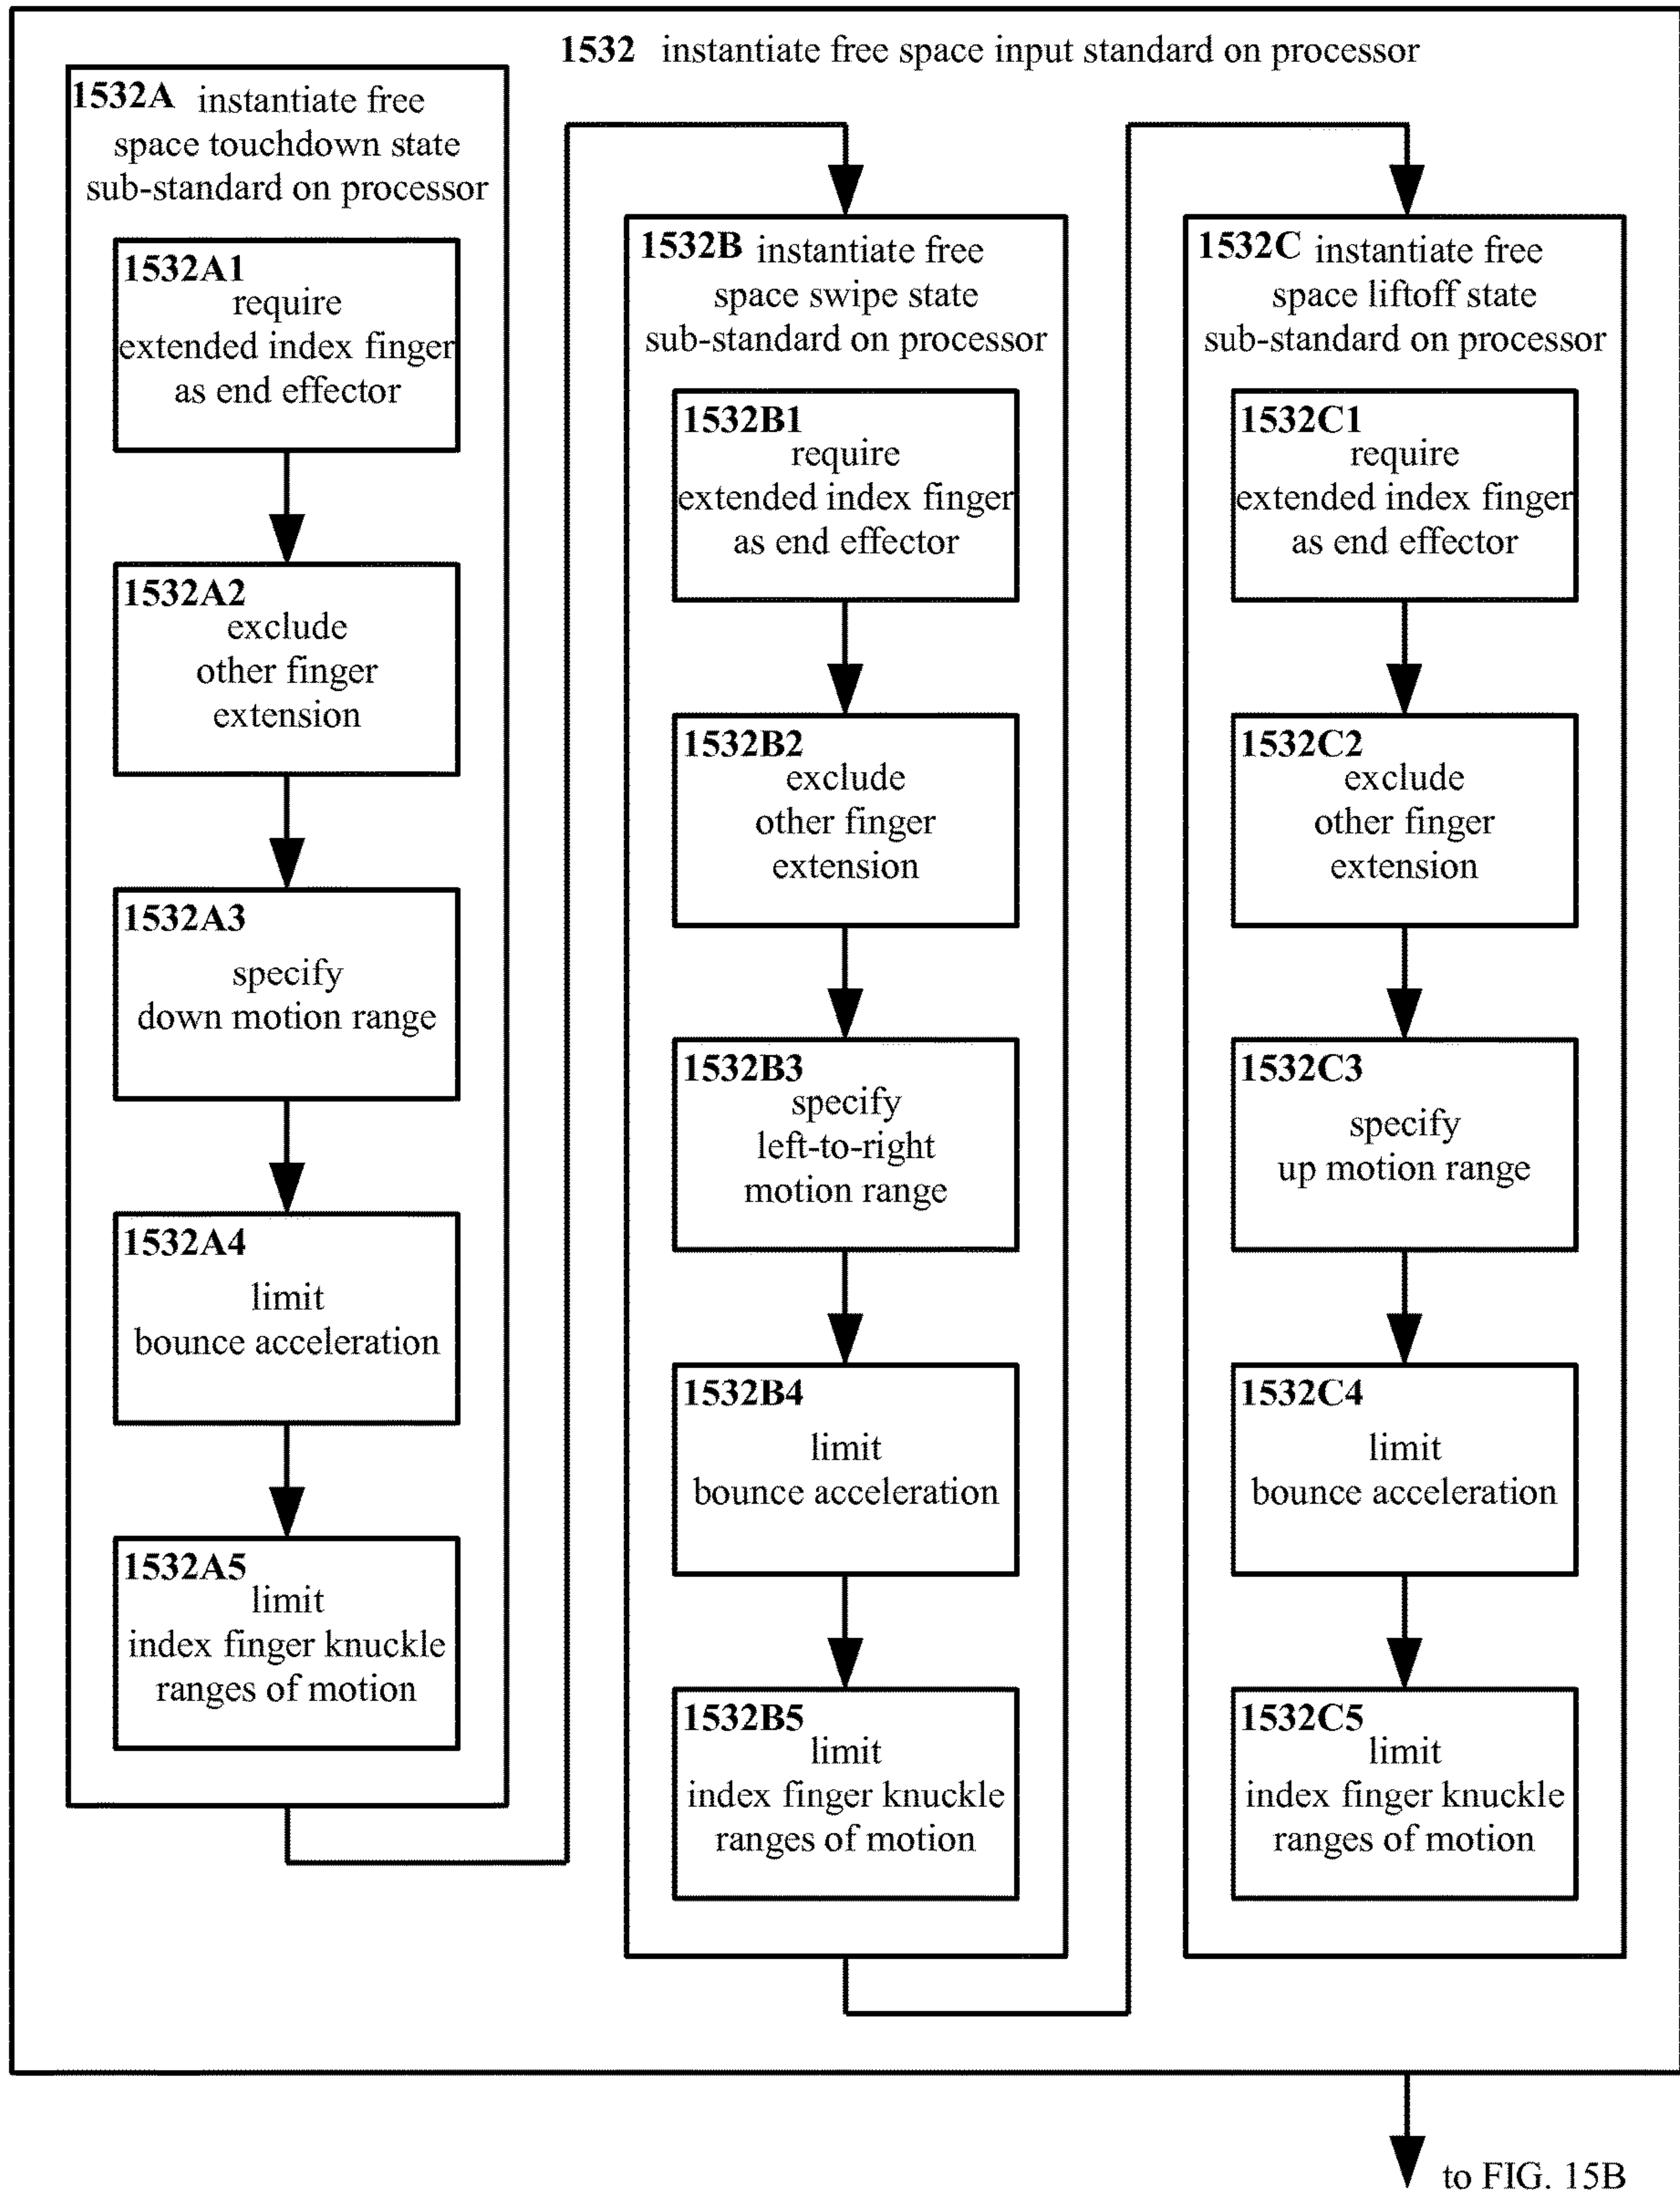 1532 instantiate free space input standard on processor
1532A instantiate free
space touchdown state
sub-standard on processor
1532A1
require
extended index finger
as end effector
1532A2
exclude
other finger
extension
1532A3
specify
down motion range
1532A4
limit
bounce acceleration
1532A5
limit
index finger knuckle
ranges of motion
1532B instantiate free
space swipe state
sub-standard on processor
1532B1
require
extended index finger
as end effector
1532B2
exclude
other finger
extension
1532B3
specify
left-to-right
motion range
1532B4
limit
bounce acceleration
1532B5
limit
index finger knuckle
ranges of motion
1532C instantiate free
space liftoff state
sub-standard on processor
1532C1
require
extended index finger
as end effector
1532C2
exclude
other finger
extension
1532C3
specify
up motion range
1532C4
limit
bounce acceleration
1532C5
limit
index finger knuckle
ranges of motion
to FIG. 15B